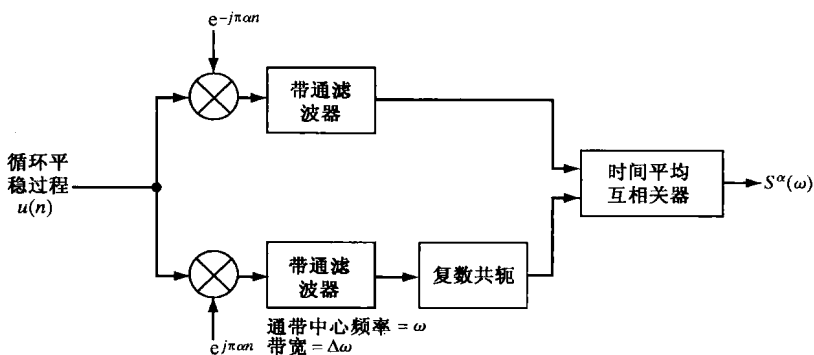 e^{-jπαn}
带通滤
波器
循环平
稳过程
u(n)
时间平均
互相关器
S^α(ω)
带通滤
波器
复数共轭
e^{jπαn}
通带中心频率 = ω
带宽 = Δω